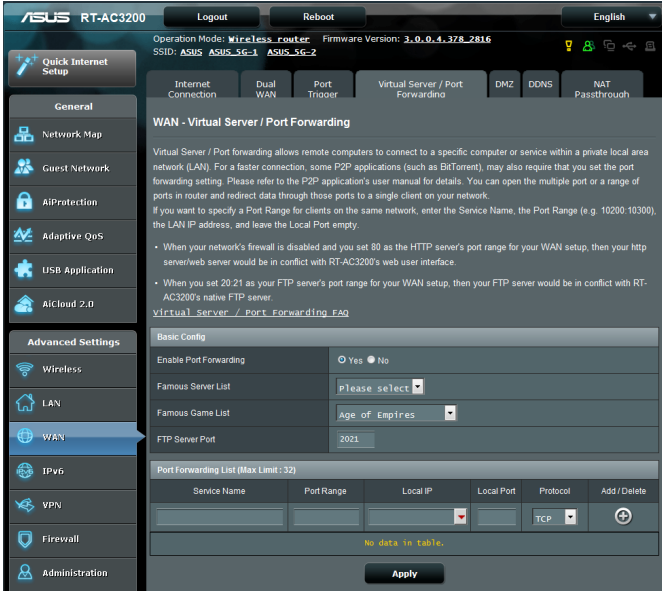 ASUS RT-AC3200 Logout Reboot English
Operation Mode: Wireless router Firmware Version: 3.0.0.4.378_2816
SSID: ASUS ASUS_5G-1 ASUS_5G-2
Quick Internet
Setup
General
Network Map
Guest Network
AiProtection
Adaptive QoS
USB Application
AiCloud 2.0
Advanced Settings
Wireless
LAN
WAN
IPv6
VPN
Firewall
Administration
Internet
Connection
Dual
WAN
Port
Trigger
Virtual Server / Port
Forwarding
DMZ
DDNS
NAT
Passthrough
WAN - Virtual Server / Port Forwarding
Virtual Server / Port forwarding allows remote computers to connect to a specific computer or service within a private local area
network (LAN). For a faster connection, some P2P applications (such as BitTorrent), may also require that you set the port
forwarding setting. Please refer to the P2P application's user manual for details. You can open the multiple port or a range of
ports in router and redirect data through those ports to a single client on your network.
If you want to specify a Port Range for clients on the same network, enter the Service Name, the Port Range (e.g. 10200:10300),
the LAN IP address, and leave the Local Port empty.
• When your network's firewall is disabled and you set 80 as the HTTP server's port range for your WAN setup, then your http
server/web server would be in conflict with RT-AC3200's web user interface.
• When you set 20:21 as your FTP server's port range for your WAN setup, then your FTP server would be in conflict with RT-
AC3200's native FTP server.
Virtual Server / Port Forwarding FAQ
Basic Config
Enable Port Forwarding Yes No
Famous Server List Please select
Famous Game List Age of Empires
FTP Server Port 2021
Port Forwarding List (Max Limit : 32)
Service Name Port Range Local IP Local Port Protocol Add / Delete
TCP
No data in table.
Apply